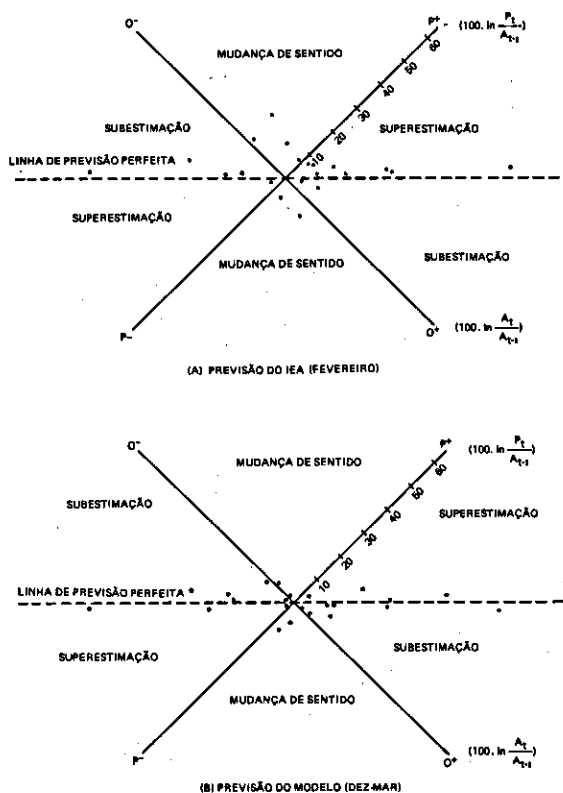 O⁻
P+
(100. ln Pt/At-1)
MUDANÇA DE SENTIDO
60
50
40
30
20
10
SUBESTIMAÇÃO
SUPERESTIMAÇÃO
LINHA DE PREVISÃO PERFEITA
SUPERESTIMAÇÃO
MUDANÇA DE SENTIDO
SUBESTIMAÇÃO
P−
O⁺
(100. ln At/At-1)
(A) PREVISÃO DO IEA (FEVEREIRO)
O⁻
P+
(100. ln Pt/At-1)
MUDANÇA DE SENTIDO
60
50
40
30
20
10
SUBESTIMAÇÃO
SUPERESTIMAÇÃO
LINHA DE PREVISÃO PERFEITA
SUPERESTIMAÇÃO
SUBESTIMAÇÃO
MUDANÇA DE SENTIDO
P−
O⁺
(100. ln At/At-1)
(B) PREVISÃO DO MODELO (DEZ-MAR)